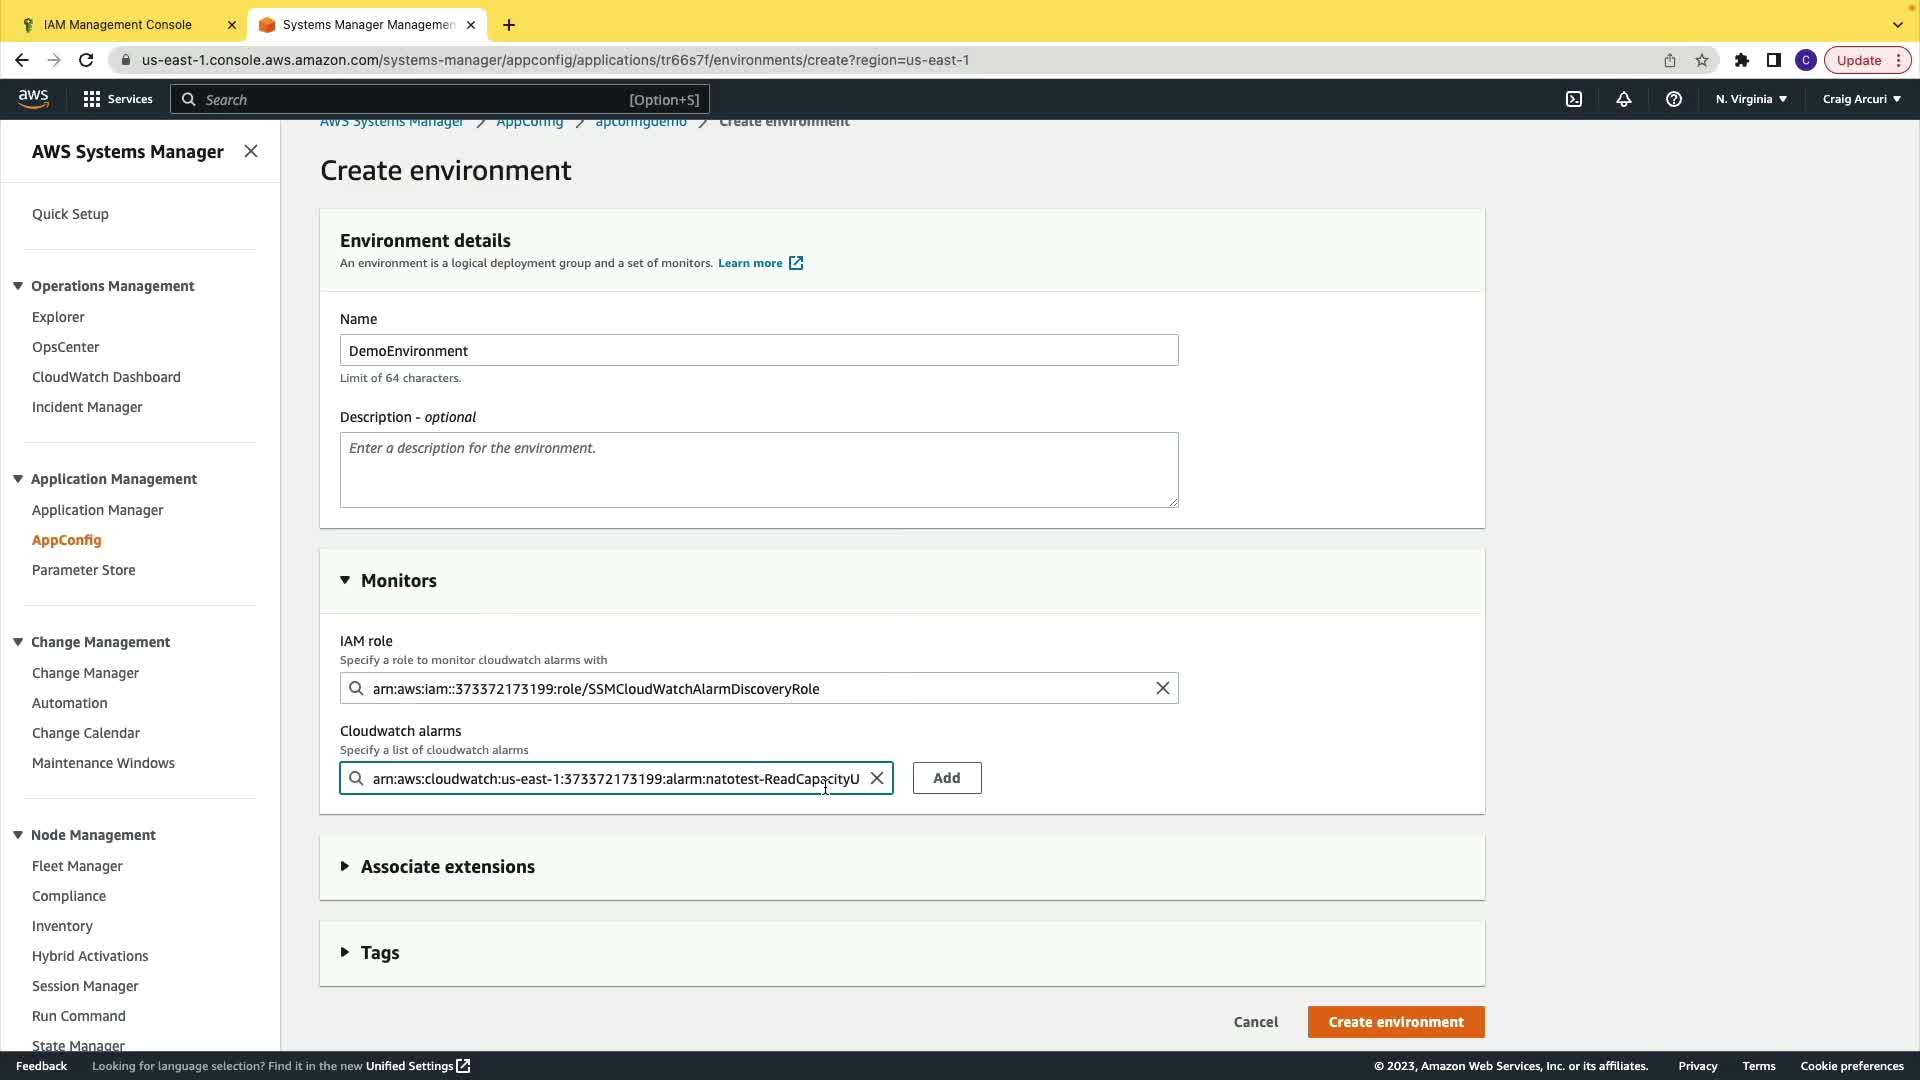 IAM Management Console
Systems Manager Managemen
us-east-1.console.aws.amazon.com/systems-manager/appconfig/applications/tr66s7f/environments/create?region=us-east-1
C
Update
aws
Services
Search
[Option+S]
N. Virginia
Craig Arcuri
AWS Systems Manager
AppConfig
apconfigdemo
Create environment
AWS Systems Manager
Quick Setup
Operations Management
Explorer
OpsCenter
CloudWatch Dashboard
Incident Manager
Application Management
Application Manager
AppConfig
Parameter Store
Change Management
Change Manager
Automation
Change Calendar
Maintenance Windows
Node Management
Fleet Manager
Compliance
Inventory
Hybrid Activations
Session Manager
Run Command
State Manager
Create environment
Environment details
An environment is a logical deployment group and a set of monitors. Learn more
Name
DemoEnvironment
Limit of 64 characters.
Description - optional
Enter a description for the environment.
Monitors
IAM role
Specify a role to monitor cloudwatch alarms with
arn:aws:iam::373372173199:role/SSMCloudWatchAlarmDiscoveryRole
Cloudwatch alarms
Specify a list of cloudwatch alarms
arn:aws:cloudwatch:us-east-1:373372173199:alarm:natotest-ReadCapacityU
Add
Associate extensions
Tags
Cancel
Create environment
Feedback
Looking for language selection? Find it in the new Unified Settings
© 2023, Amazon Web Services, Inc. or its affiliates.
Privacy
Terms
Cookie preferences